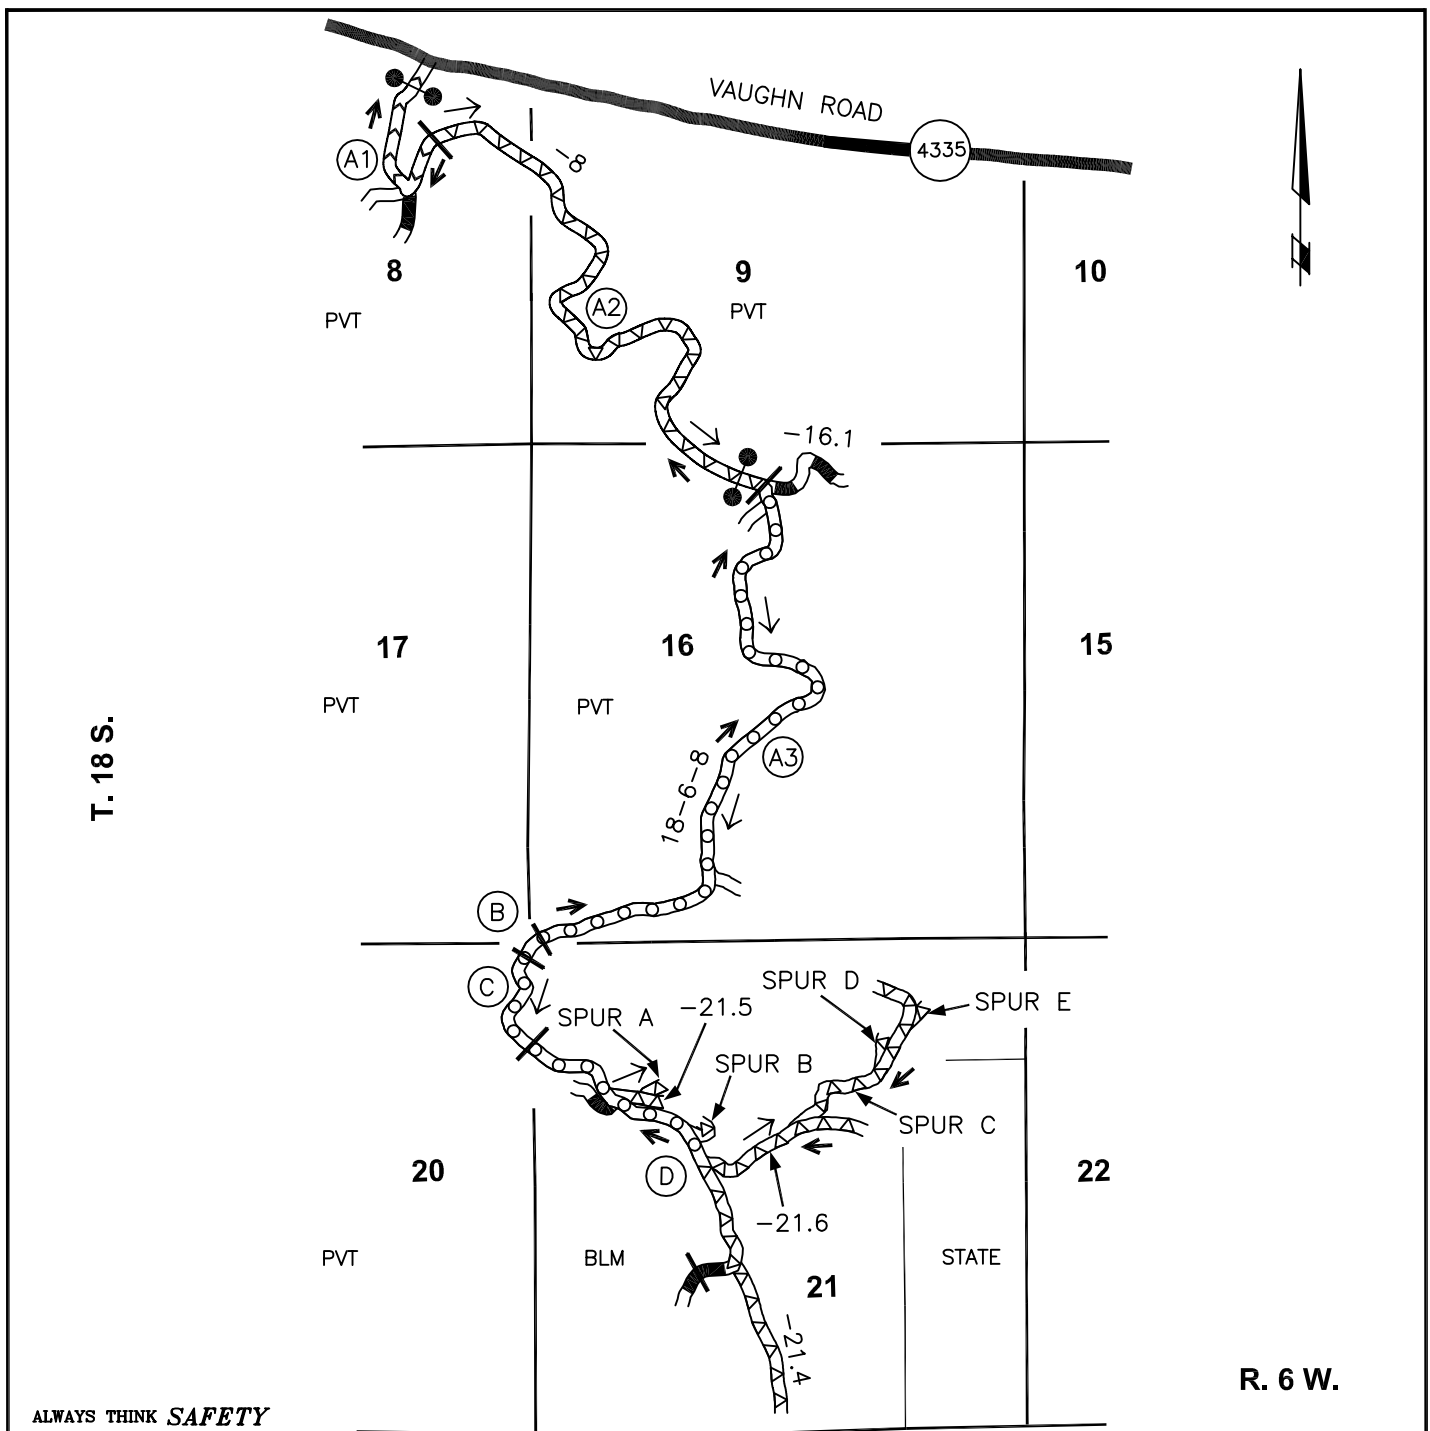 VAUGHN ROAD
4335
A1
-8
8
9
10
PVT
A2
PVT
-16.1
17
16
15
PVT
PVT
A3
18-6-8
T. 18 S.
B
C
SPUR D
SPUR E
SPUR A
-21.5
SPUR B
SPUR C
20
D
22
-21.6
PVT
BLM
STATE
21
-21.4
R. 6 W.
ALWAYS THINK SAFETY